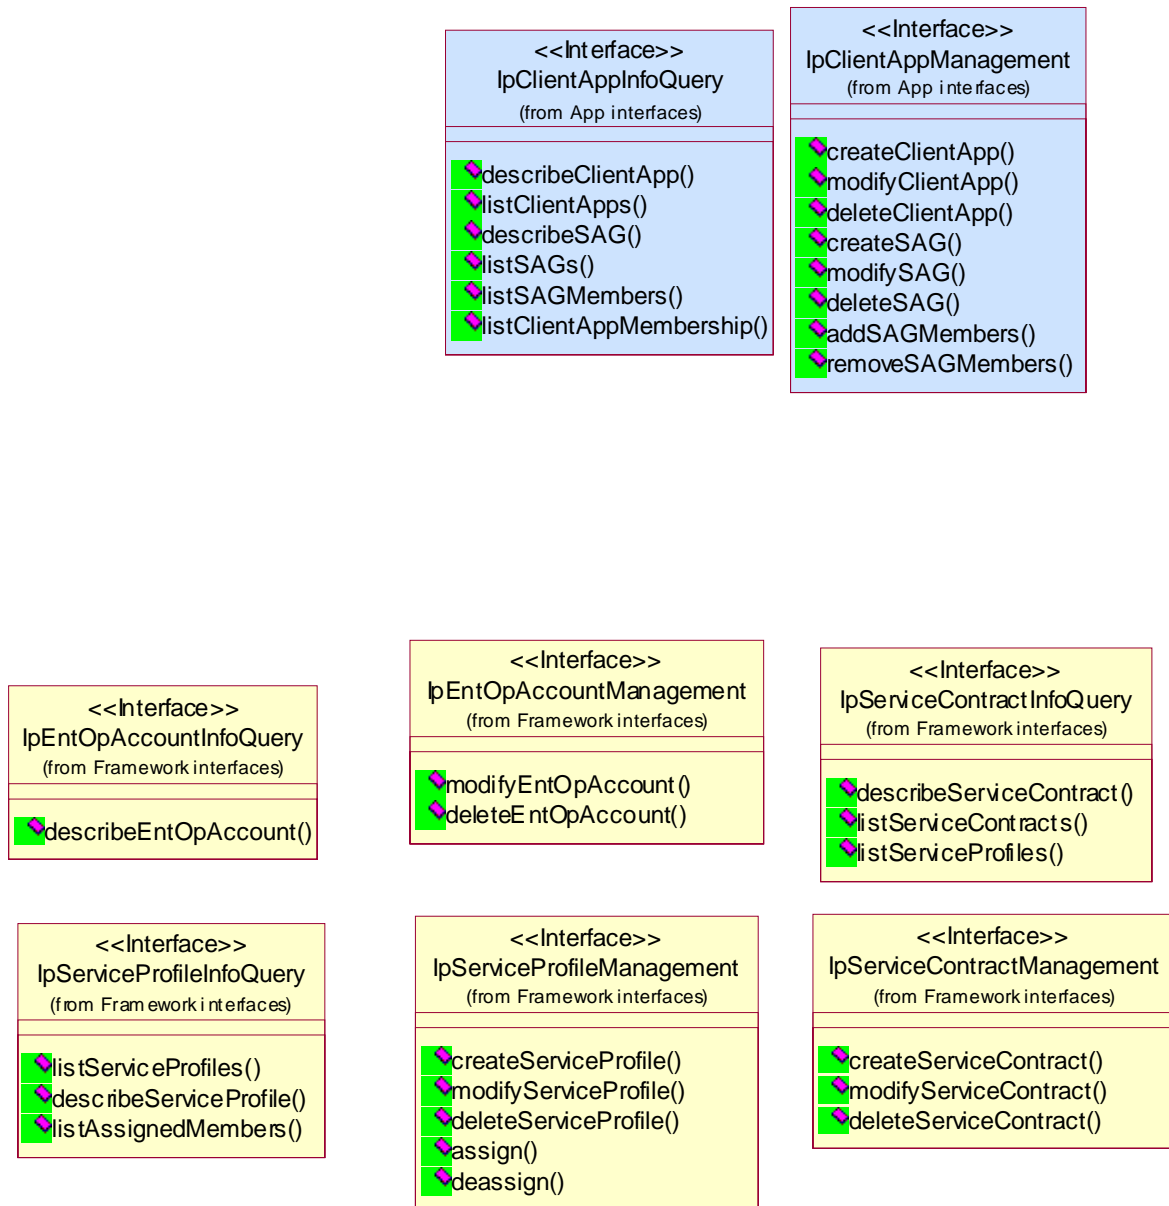 <<Interface>>
IpClientAppInfoQuery
(from App interfaces)
describeClientApp()
listClientApps()
describeSAG()
listSAGs()
listSAGMembers()
listClientAppMembership()
<<Interface>>
IpClientAppManagement
(from App interfaces)
createClientApp()
modifyClientApp()
deleteClientApp()
createSAG()
modifySAG()
deleteSAG()
addSAGMembers()
removeSAGMembers()
<<Interface>>
IpEntOpAccountInfoQuery
(from Framework interfaces)
describeEntOpAccount()
<<Interface>>
IpEntOpAccountManagement
(from Framework interfaces)
modifyEntOpAccount()
deleteEntOpAccount()
<<Interface>>
IpServiceContractInfoQuery
(from Framework interfaces)
describeServiceContract()
listServiceContracts()
listServiceProfiles()
<<Interface>>
IpServiceProfileInfoQuery
(from Framework interfaces)
listServiceProfiles()
describeServiceProfile()
listAssignedMembers()
<<Interface>>
IpServiceProfileManagement
(from Framework interfaces)
createServiceProfile()
modifyServiceProfile()
deleteServiceProfile()
assign()
deassign()
<<Interface>>
IpServiceContractManagement
(from Framework interfaces)
createServiceContract()
modifyServiceContract()
deleteServiceContract()